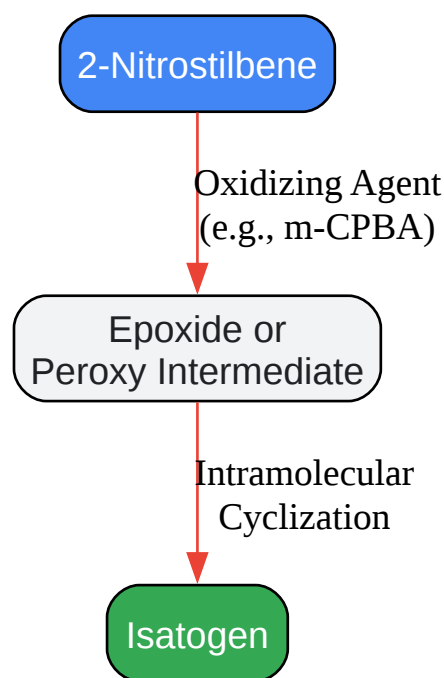 2-Nitrostilbene
Oxidizing Agent
(e.g., m-CPBA)
Epoxide or
Peroxy Intermediate
Intramolecular
Cyclization
Isatogen